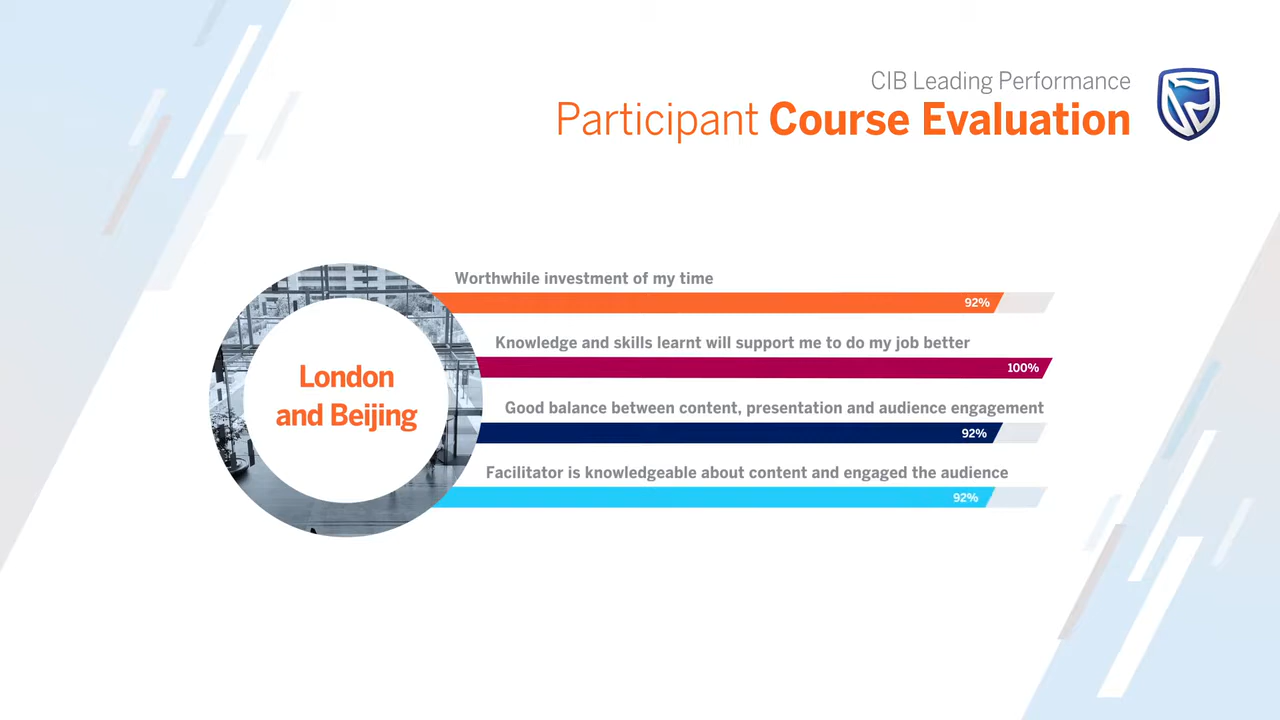 CIB Leading Performance
Participant Course Evaluation
Worthwhile investment of my time
92%
Knowledge and skills learnt will support me to do my job better
100%
London
and Beijing
Good balance between content, presentation and audience engagement
92%
Facilitator is knowledgeable about content and engaged the audience
92%